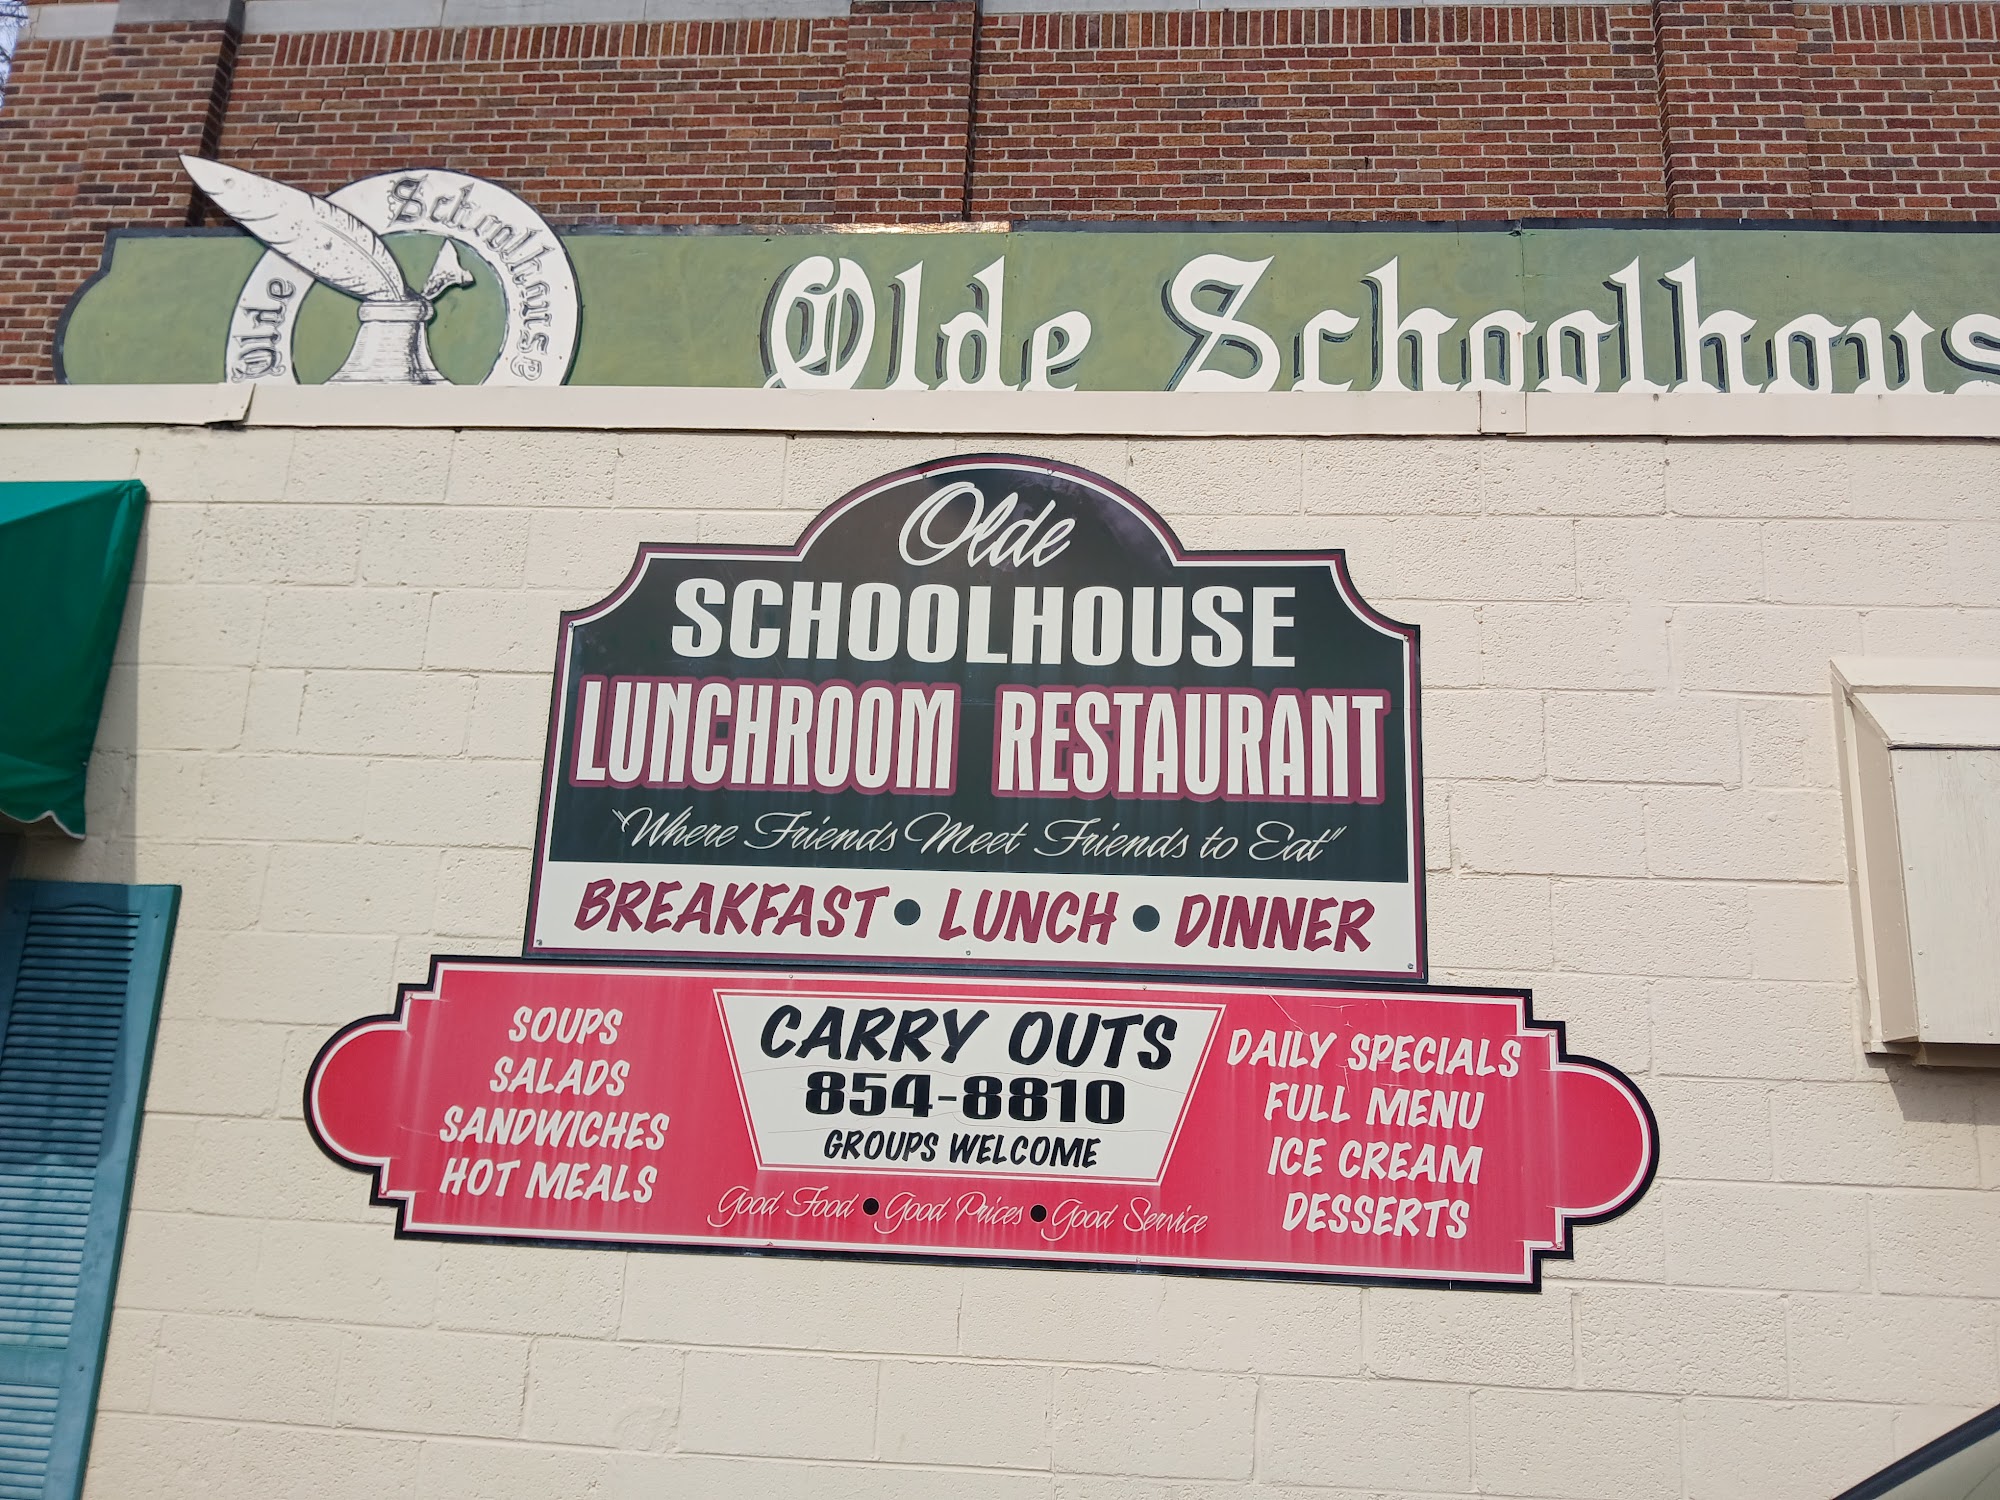 Olde Schoolhouse
Olde Schoolhous
Olde
SCHOOLHOUSE
LUNCHROOM RESTAURANT
"Where Friends Meet Friends to Eat"
BREAKFAST • LUNCH • DINNER
SOUPS
SALADS
SANDWICHES
HOT MEALS
CARRY OUTS
854-8810
GROUPS WELCOME
Good Food • Good Prices • Good Service
DAILY SPECIALS
FULL MENU
ICE CREAM
DESSERTS